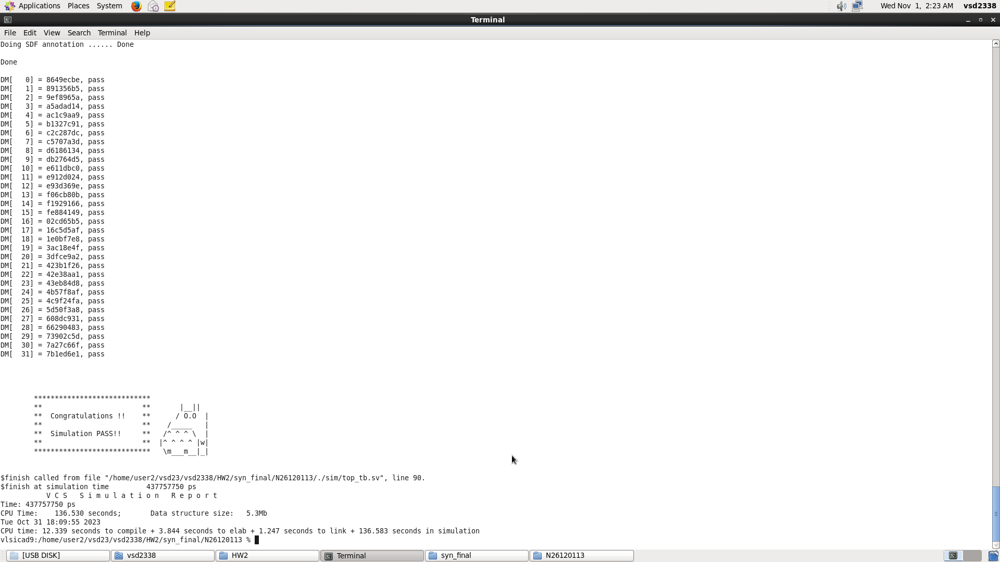 Applications Places System Wed Nov 1, 2:23 AM vsd2338
Terminal
File Edit View Search Terminal Help
Doing SDF annotation ...... Done
Done
DM[   0] = 8649ecbe, pass
DM[   1] = 891356b5, pass
DM[   2] = 9ef8965a, pass
DM[   3] = a5adad14, pass
DM[   4] = ac1c9aa9, pass
DM[   5] = b1327c91, pass
DM[   6] = c2c287dc, pass
DM[   7] = c5707a3d, pass
DM[   8] = d6186134, pass
DM[   9] = db2764d5, pass
DM[  10] = e611dbc0, pass
DM[  11] = e912d024, pass
DM[  12] = e93d369e, pass
DM[  13] = f06cb80b, pass
DM[  14] = f1929166, pass
DM[  15] = fe884149, pass
DM[  16] = 02cd65b5, pass
DM[  17] = 16c5d5af, pass
DM[  18] = 1e0bf7e8, pass
DM[  19] = 3ac18e4f, pass
DM[  20] = 3dfce9a2, pass
DM[  21] = 423b1f26, pass
DM[  22] = 42e38aa1, pass
DM[  23] = 43eb84d8, pass
DM[  24] = 4b57f8af, pass
DM[  25] = 4c9f24fa, pass
DM[  26] = 5d50f3a8, pass
DM[  27] = 608dc931, pass
DM[  28] = 66290483, pass
DM[  29] = 73902c5d, pass
DM[  30] = 7a27c66f, pass
DM[  31] = 7b1ed6e1, pass
        ****************************
        **                        **       |__||
        **  Congratulations !!    **      / O.O  |
        **                        **    /_____   |
        **  Simulation PASS!!     **   /^ ^ ^ \  |
        **                        **  |^ ^ ^ ^ |w|
        ****************************   \m___m__|_|
$finish called from file "/home/user2/vsd23/vsd2338/HW2/syn_final/N26120113/./sim/top_tb.sv", line 90.
$finish at simulation time         437757750 ps
           V C S   S i m u l a t i o n   R e p o r t
Time: 437757750 ps
CPU Time:    136.530 seconds;       Data structure size:   5.3Mb
Tue Oct 31 18:09:55 2023
CPU time: 12.339 seconds to compile + 3.844 seconds to elab + 1.247 seconds to link + 136.583 seconds in simulation
vlsicad9:/home/user2/vsd23/vsd2338/HW2/syn_final/N26120113 %
[USB DISK] vsd2338 HW2 Terminal syn_final N26120113